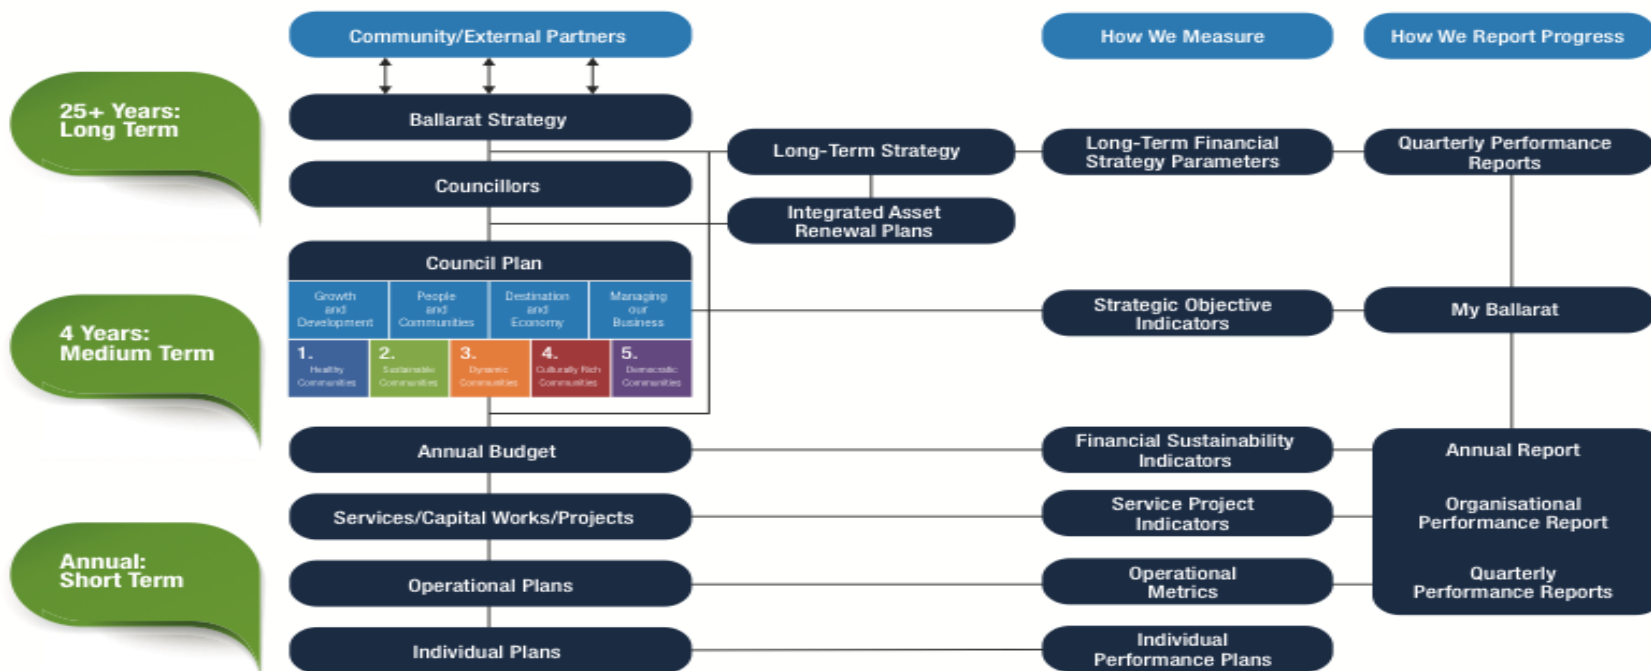 Community/External Partners
How We Measure
How We Report Progress
25+ Years:
Long Term
Ballarat Strategy
Long-Term Strategy
Long-Term Financial
Strategy Parameters
Quarterly Performance
Reports
Councillors
Integrated Asset
Renewal Plans
Council Plan
Growth
and
Development
People
and
Communities
Destination
and
Economy
Managing
our
Business
4 Years:
Medium Term
Strategic Objective
Indicators
My Ballarat
1.
Healthy
Communities
2.
Sustainable
Communities
3.
Dynamic
Communities
4.
Culturally Rich
Communities
5.
Democratic
Communities
Annual Budget
Financial Sustainability
Indicators
Annual Report
Services/Capital Works/Projects
Service Project
Indicators
Organisational
Performance Report
Annual:
Short Term
Operational Plans
Operational
Metrics
Quarterly
Performance Reports
Individual Plans
Individual
Performance Plans